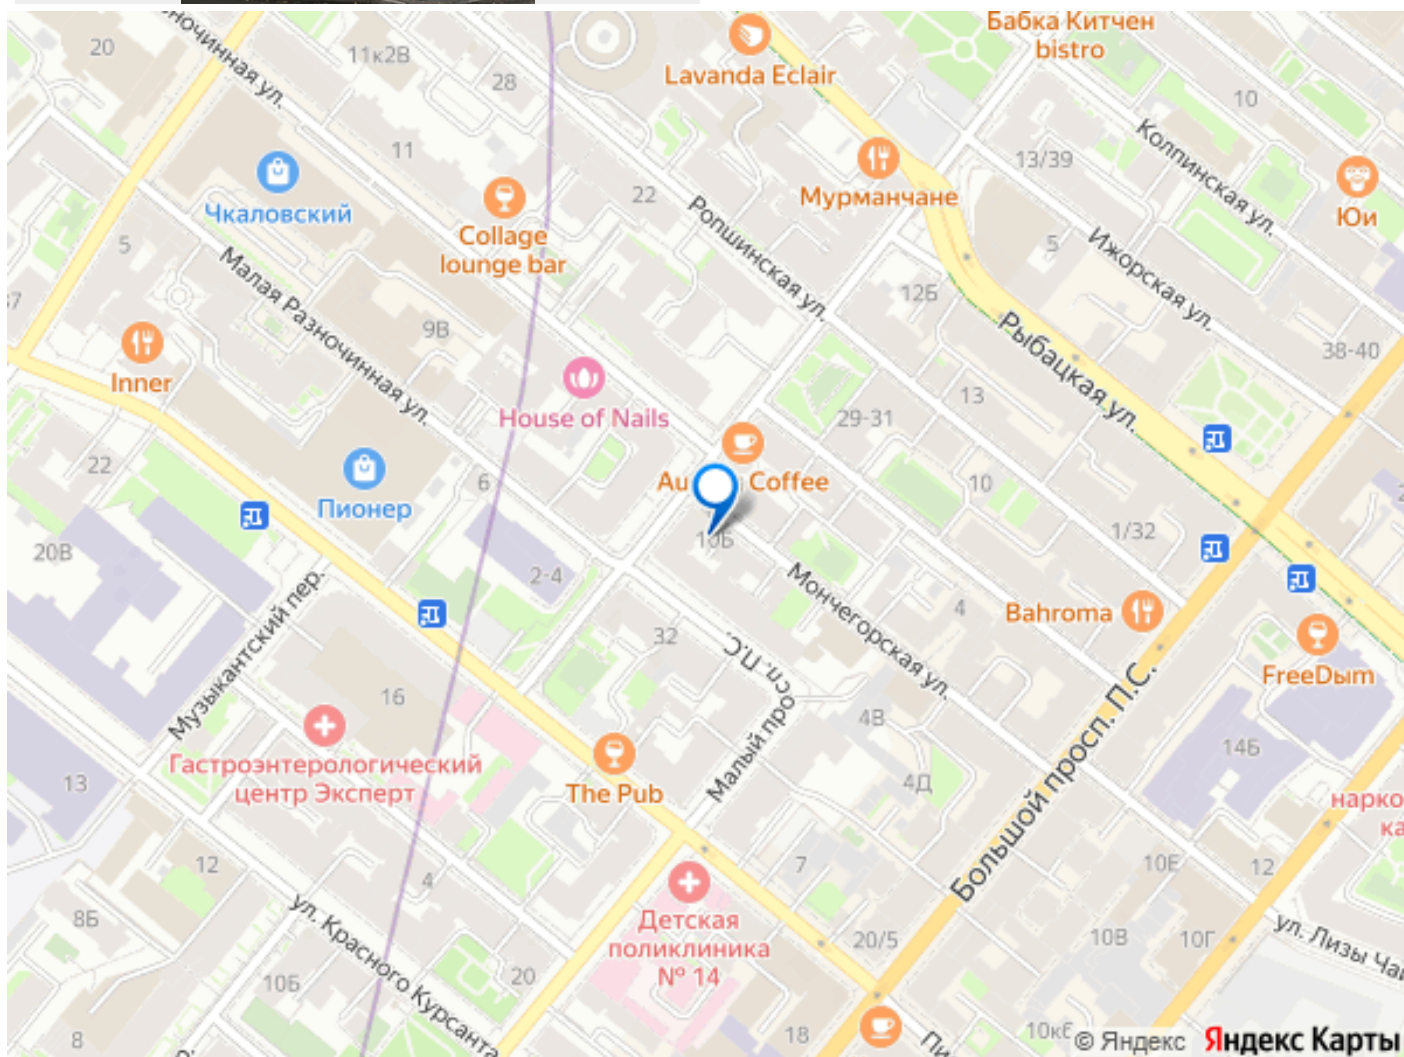 Бабка Китчен
bistro
20
11к2В
28
Lavanda Eclair
10
Колпинская ул.
13/39
11
Мурманчане
22
Юи
Чкаловский
Collage
lounge bar
Ропшинская ул.
5
Ижорская ул.
5
Малая Разночинная ул.
12Б
9В
Рыбацкая ул.
38-40
Inner
House of Nails
13
29-31
22
6
Coffee
10
Пионер
1/32
20В
10Б
2-4
Мончегорская ул.
4
Bahroma
Музыкантский пер.
32
Малый просп. П.С.
FreeDым
16
4В
14Б
Гастроэнтерологический
центр Эксперт
The Pub
4Д
Большой просп. П.С.
13
12
7
10Е
12
4
8Б
ул. Красного Курсанта
Детская
поликлиника
№ 14
20/5
10В
10Г
ул. Лизы
20
10Б
8
18
© Яндекс Яндекс Карты